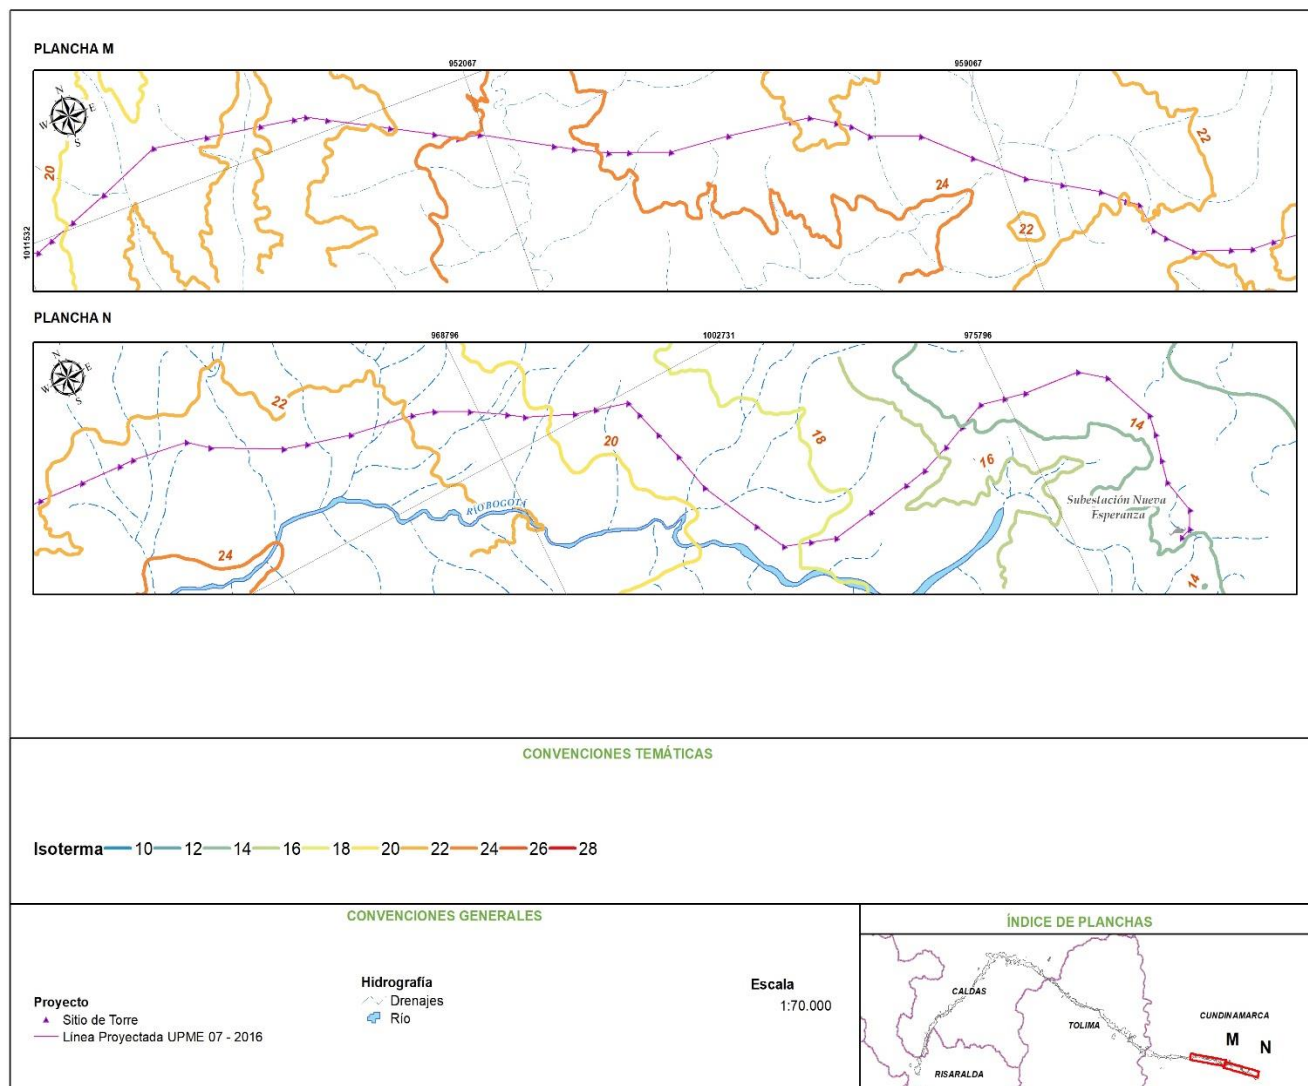 PLANCHA M
952067
959067
N
W E
S
20
22
24
22
1011532
PLANCHA N
968796
1002731
975796
N
W E
S
22
20
18
14
16
RÍO BOGOTÁ
Subestación Nueva
Esperanza
24
14
CONVENCIONES TEMÁTICAS
Isoterma 10 12 14 16 18 20 22 24 26 28
CONVENCIONES GENERALES
ÍNDICE DE PLANCHAS
Proyecto
Sitio de Torre
Línea Proyectada UPME 07 - 2016
Hidrografía
Drenajes
Río
Escala
1:70.000
CALDAS
TOLIMA
CUNDINAMARCA
M
N
RISARALDA